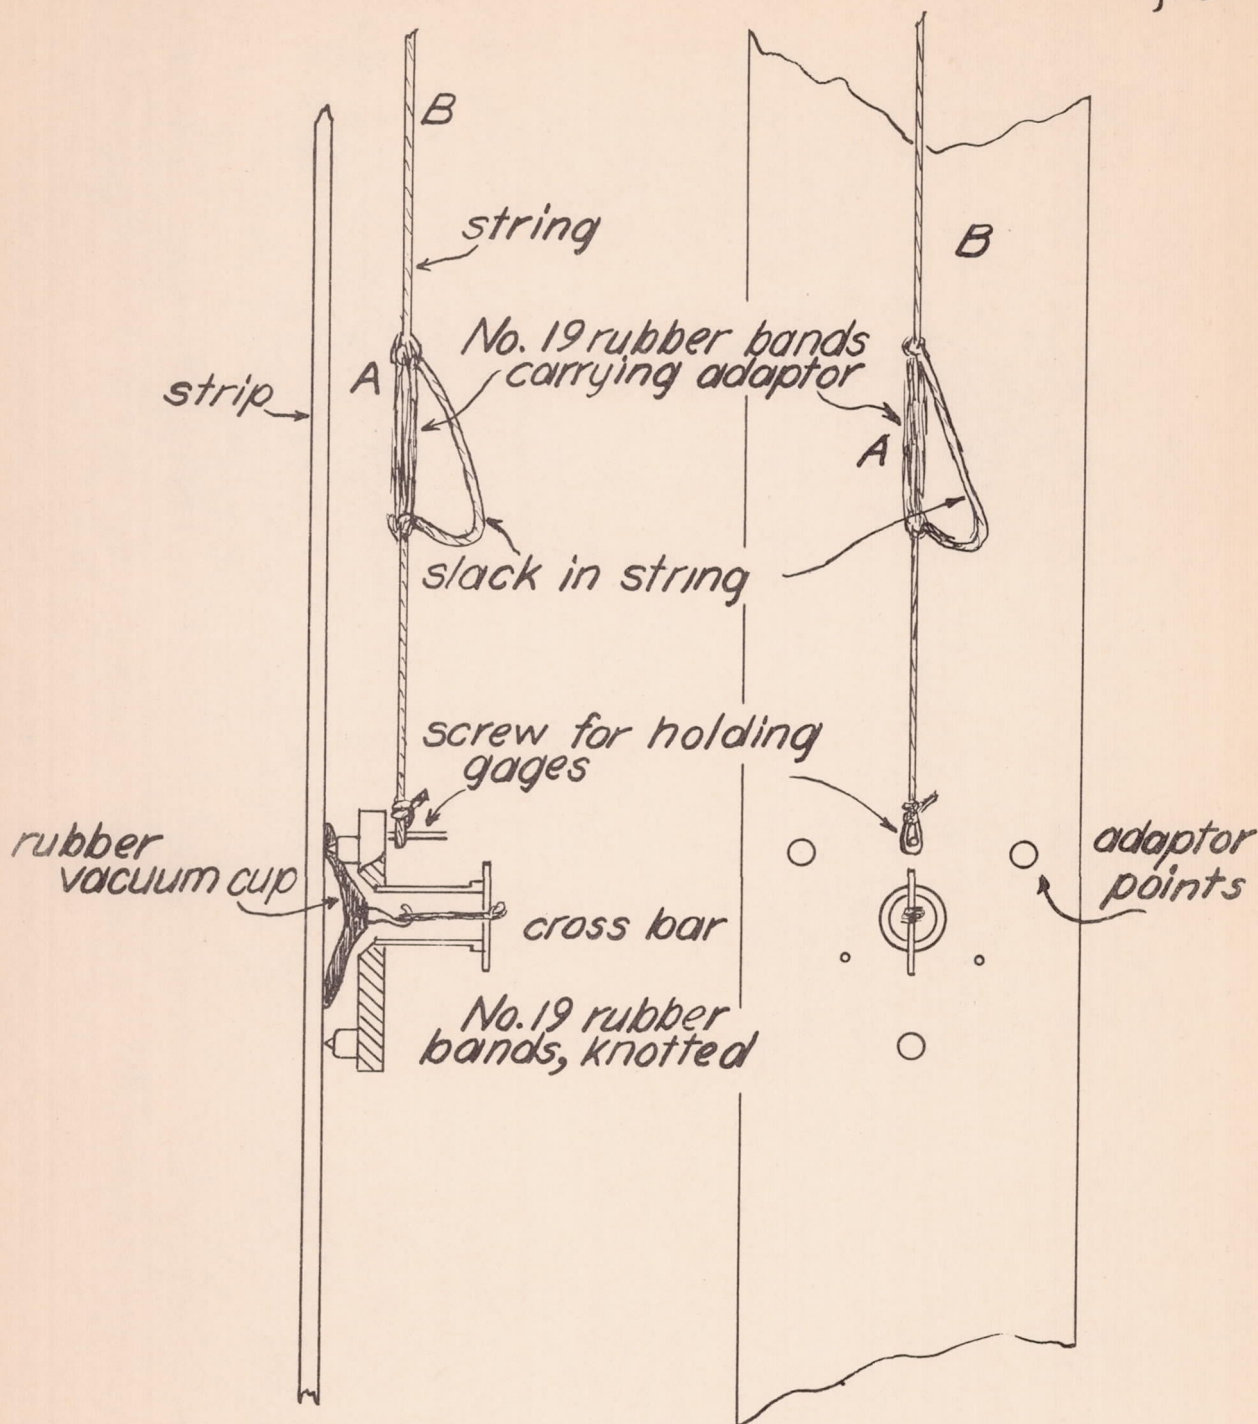 B
string
B
No. 19 rubber bands
carrying adaptor
A
strip
A
slack in string
screw for holding
gages
rubber
vacuum cup
adaptor
points
cross bar
No. 19 rubber
bands, knotted